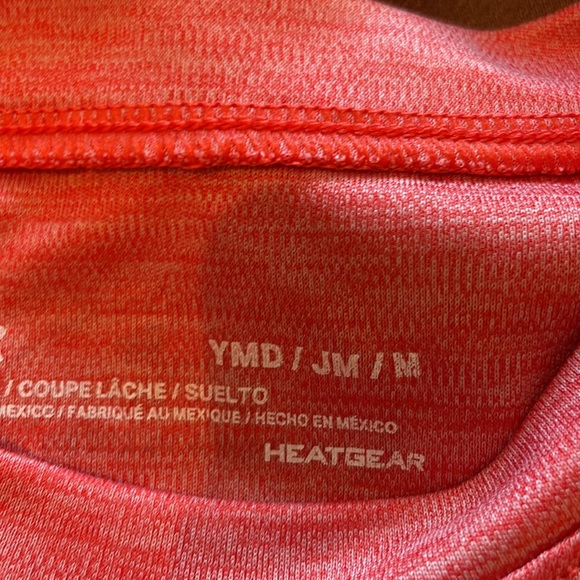 YMD / JM / M
/ COUPE LÂCHE / SUELTO
MEXICO / FABRIQUÉ AU MEXIQUE / HECHO EN MÉXICO
HEATGEAR